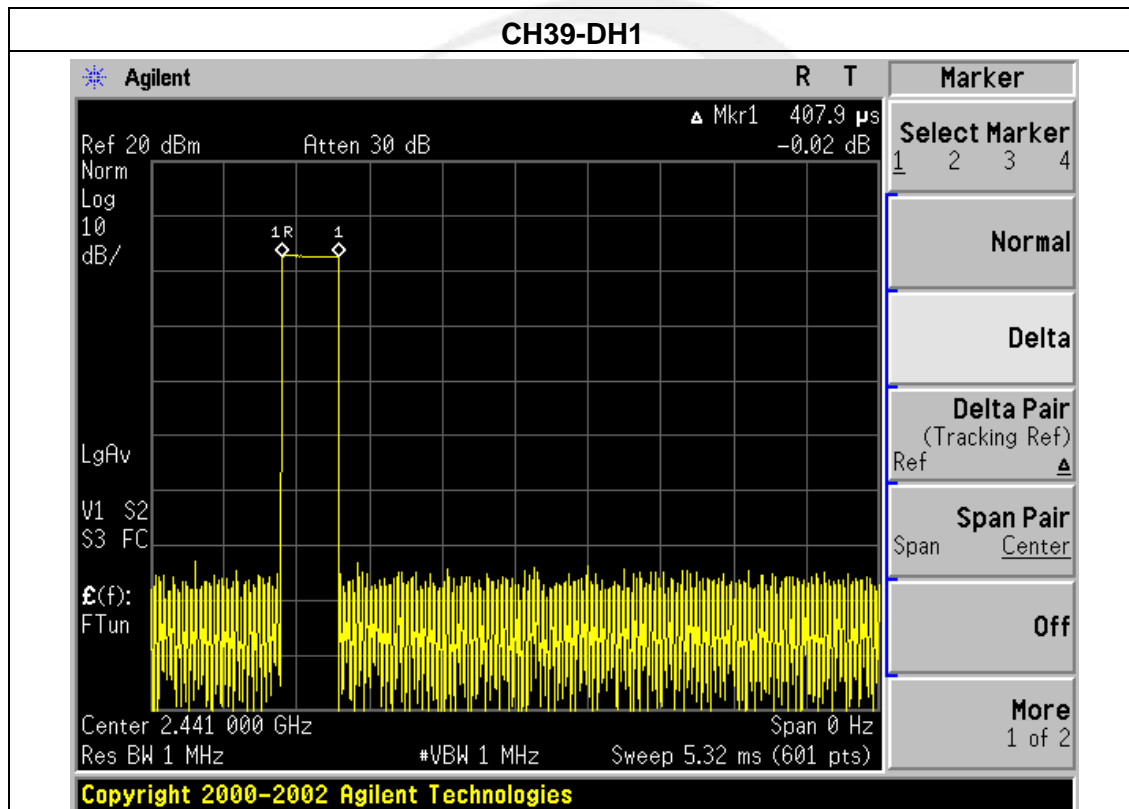 CH39-DH1
Agilent R T
Δ Mkr1 407.9 µs
Ref 20 dBm Atten 30 dB -0.02 dB
Norm
Log
10
dB/
1R 1
LgAv
V1 S2
S3 FC
£(f):
FTun
Center 2.441 000 GHz Span 0 Hz
Res BW 1 MHz #VBW 1 MHz Sweep 5.32 ms (601 pts)
Copyright 2000-2002 Agilent Technologies
Marker
Select Marker
1 2 3 4
Normal
Delta
Delta Pair
(Tracking Ref)
Ref Δ
Span Pair
Span Center
Off
More
1 of 2